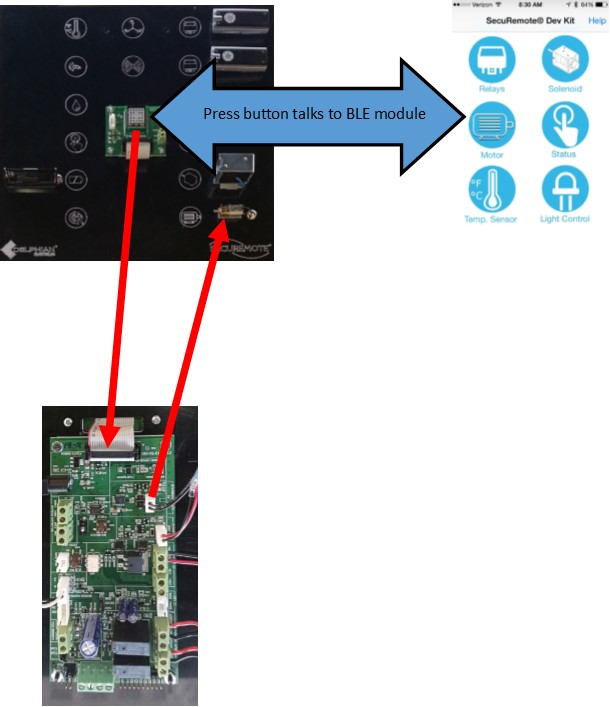 Verizon 8:30 AM 64%
SecuRemote® Dev Kit Help
Press button talks to BLE module
Relays Solenoid
Motor Status
°F
°C
Temp. Sensor Light Control
DELPHIAN
SECUREMOTE